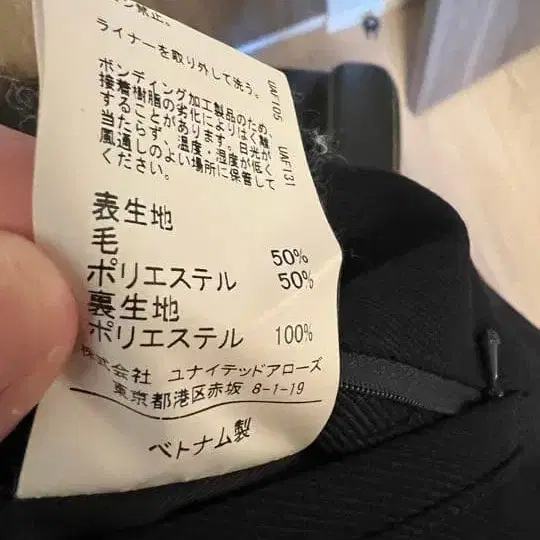 ン禁止。
ライナーを取り外して洗う。
ボンディング加工製品のため、
接着樹脂の劣化によりはく離
することがあります。日光が
当たらず、温度・湿度が低く
風通しのよい場所に保管して
ください。
UAF105 UAF131
表生地
毛 50%
ポリエステル 50%
裏生地
ポリエステル 100%
株式会社 ユナイテッドアローズ
東京都港区赤坂 8-1-19
ベトナム製